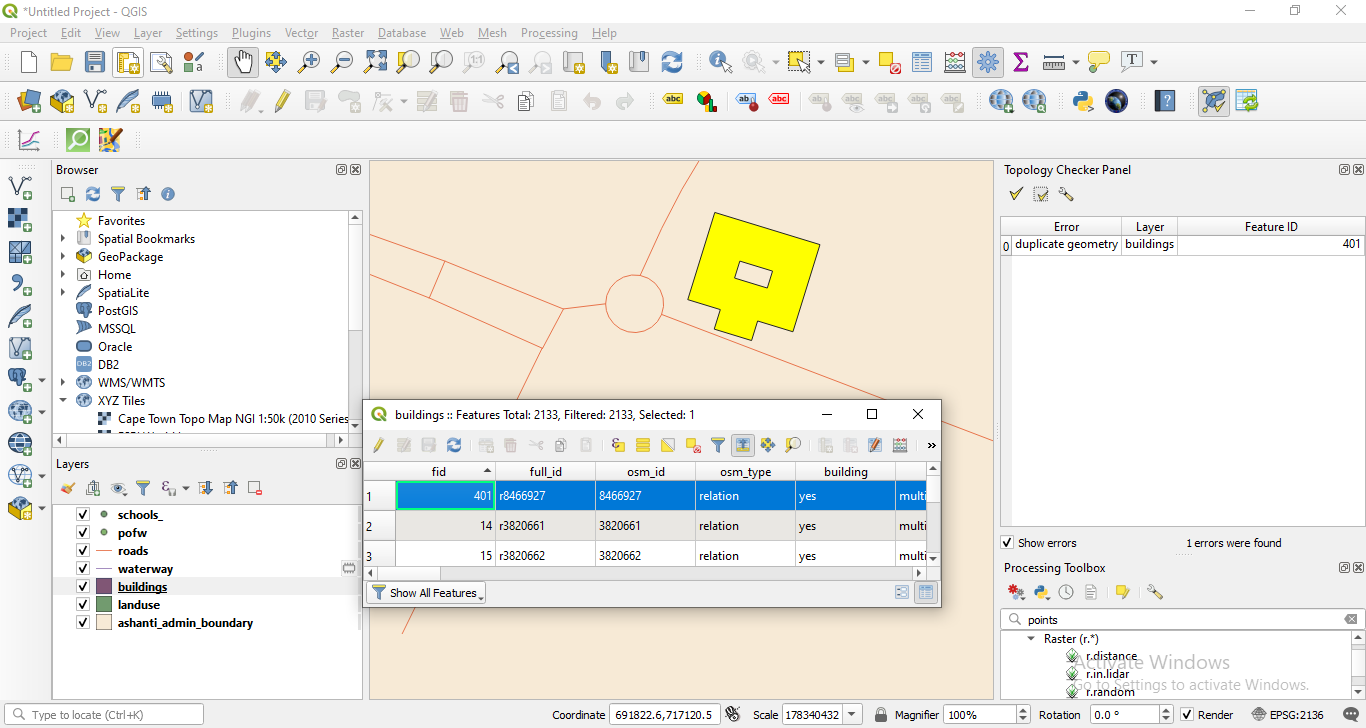 *Untitled Project - QGIS
Project Edit View Layer Settings Plugins Vector Raster Database Web Mesh Processing Help
Browser
Favorites
Spatial Bookmarks
GeoPackage
Home
SpatiaLite
PostGIS
MSSQL
Oracle
DB2
WMS/WMTS
XYZ Tiles
Cape Town Topo Map NGI 1:50k (2010 Series
Layers
schools_
pofw
roads
waterway
buildings
landuse
ashanti_admin_boundary
buildings :: Features Total: 2133, Filtered: 2133, Selected: 1
fid full_id osm_id osm_type building
1 401 r8466927 8466927 relation yes multi
2 14 r3820661 3820661 relation yes multi
3 15 r3820662 3820662 relation yes multi
Show All Features
Topology Checker Panel
Error Layer Feature ID
0 duplicate geometry buildings 401
Show errors 1 errors were found
Processing Toolbox
points
Raster (r.*)
r.distance
r.in.lidar
r.random
Activate Windows
Go to Settings to activate Windows.
Type to locate (Ctrl+K) Coordinate 691822.6,717120.5 Scale 178340432 Magnifier 100% Rotation 0.0 ° Render EPSG:2136